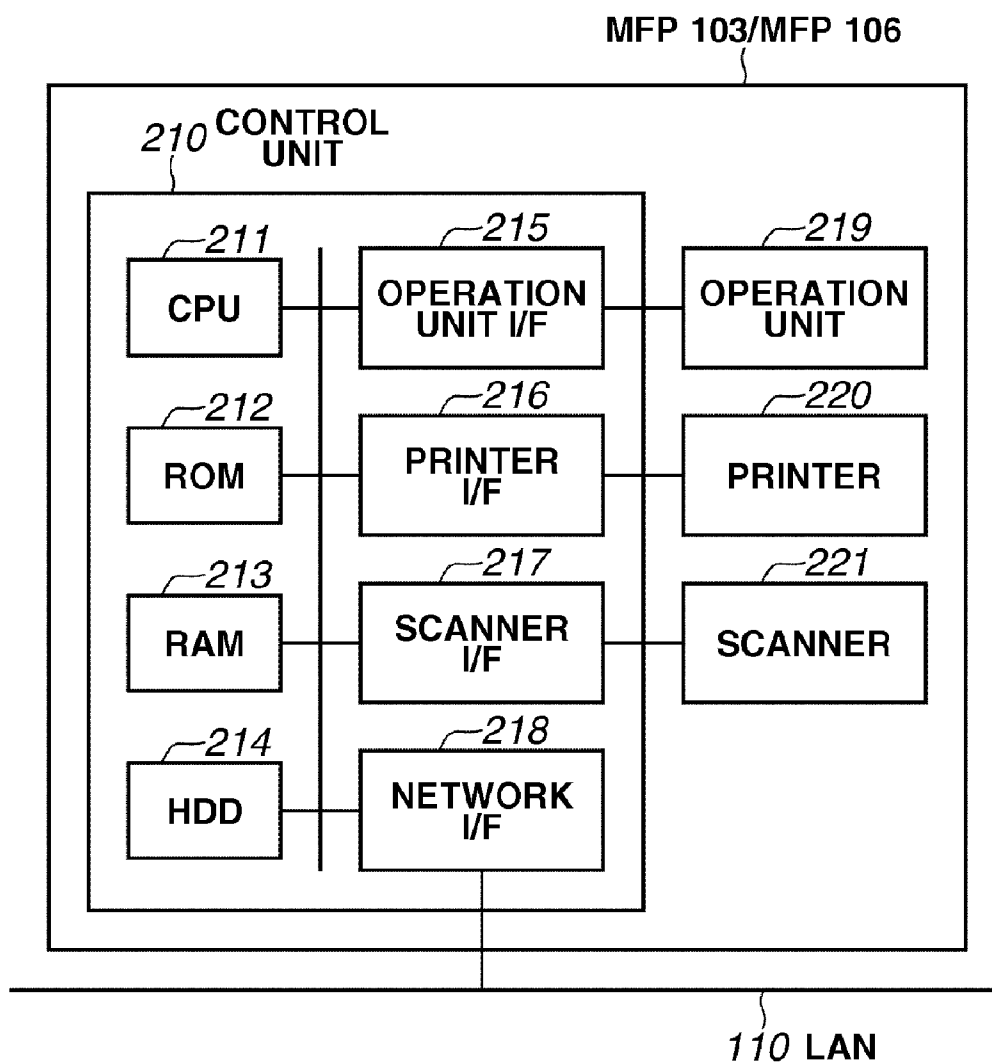 MFP 103/MFP 106
210 CONTROL
UNIT
211
CPU
215
OPERATION
UNIT I/F
219
OPERATION
UNIT
212
ROM
216
PRINTER
I/F
220
PRINTER
213
RAM
217
SCANNER
I/F
221
SCANNER
214
HDD
218
NETWORK
I/F
110 LAN